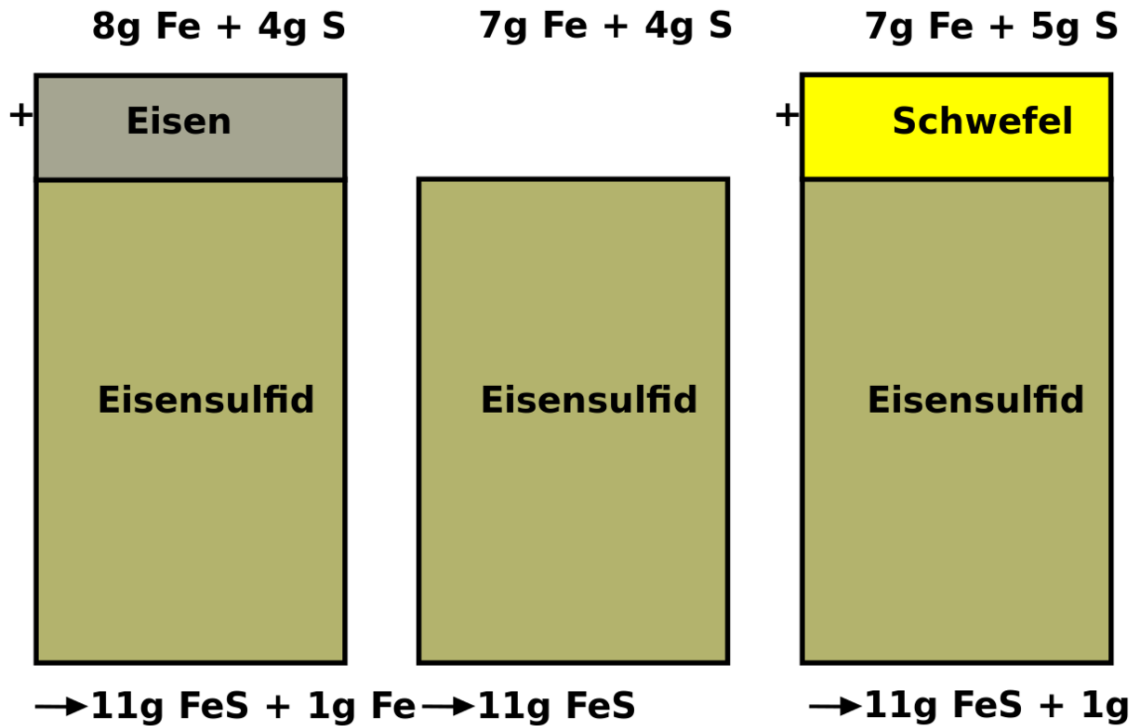 8g Fe + 4g S
7g Fe + 4g S
7g Fe + 5g S
+
Eisen
+
Schwefel
Eisensulfid
Eisensulfid
Eisensulfid
→11g FeS + 1g Fe
→11g FeS
→11g FeS + 1g